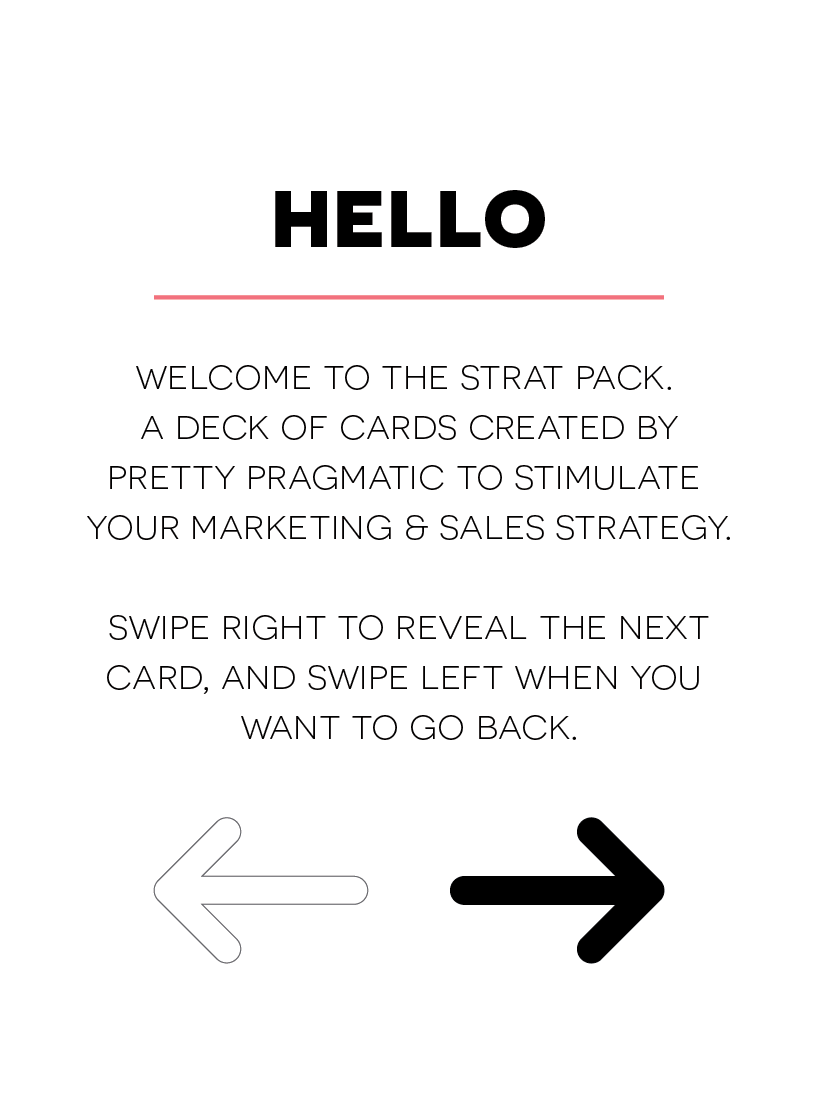 HELLO
WELCOME TO THE STRAT PACK.
A DECK OF CARDS CREATED BY
PRETTY PRAGMATIC TO STIMULATE
YOUR MARKETING & SALES STRATEGY.
SWIPE RIGHT TO REVEAL THE NEXT
CARD, AND SWIPE LEFT WHEN YOU
WANT TO GO BACK.